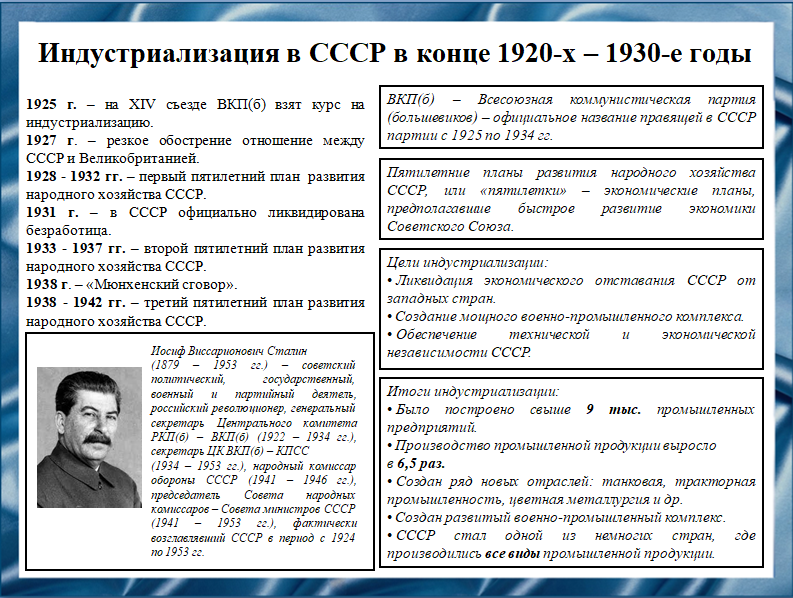 Индустриализация в СССР в конце 1920-х – 1930-е годы
1925 г. – на XIV съезде ВКП(б) взят курс на
индустриализацию.
1927 г. – резкое обострение отношение между
СССР и Великобританией.
1928 - 1932 гг. – первый пятилетний план развития
народного хозяйства СССР.
1931 г. – в СССР официально ликвидирована
безработица.
1933 - 1937 гг. – второй пятилетний план развития
народного хозяйства СССР.
1938 г. – «Мюнхенский сговор».
1938 - 1942 гг. – третий пятилетний план развития
народного хозяйства СССР.
Иосиф Виссарионович Сталин
(1879 – 1953 гг.) – советский
политический, государственный,
военный и партийный деятель,
российский революционер, генеральный
секретарь Центрального комитета
РКП(б) – ВКП(б) (1922 – 1934 гг.),
секретарь ЦК ВКП(б) – КПСС
(1934 – 1953 гг.), народный комиссар
обороны СССР (1941 – 1946 гг.),
председатель Совета народных
комиссаров – Совета министров СССР
(1941 – 1953 гг.), фактически
возглавлявший СССР в период с 1924
по 1953 гг.
ВКП(б) – Всесоюзная коммунистическая партия
(большевиков) – официальное название правящей в СССР
партии с 1925 по 1934 гг.
Пятилетние планы развития народного хозяйства
СССР, или «пятилетки» – экономические планы,
предполагавшие быстрое развитие экономики
Советского Союза.
Цели индустриализации:
• Ликвидация экономического отставания СССР от
западных стран.
• Создание мощного военно-промышленного комплекса.
• Обеспечение технической и экономической
независимости СССР.
Итоги индустриализации:
• Было построено свыше 9 тыс. промышленных
предприятий.
• Производство промышленной продукции выросло
в 6,5 раз.
• Создан ряд новых отраслей: танковая, тракторная
промышленность, цветная металлургия и др.
• Создан развитый военно-промышленный комплекс.
• СССР стал одной из немногих стран, где
производились все виды промышленной продукции.